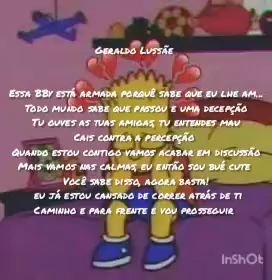 Geraldo Lussãe
Essa BBy está armada porquê sabe que eu lhe am...
Todo mundo sabe que passou e uma decepção
Tu ouves as tuas amigas, tu entendes mau
Cais contra a percepção
Quando estou contigo vamos acabar em discussão
Mais vamos nas calmas, eu então sou buè cute
Você sabe disso, agora basta!
eu já estou cansado de correr atrás de ti
Caminho e para frente e vou prosseguir
InShOt